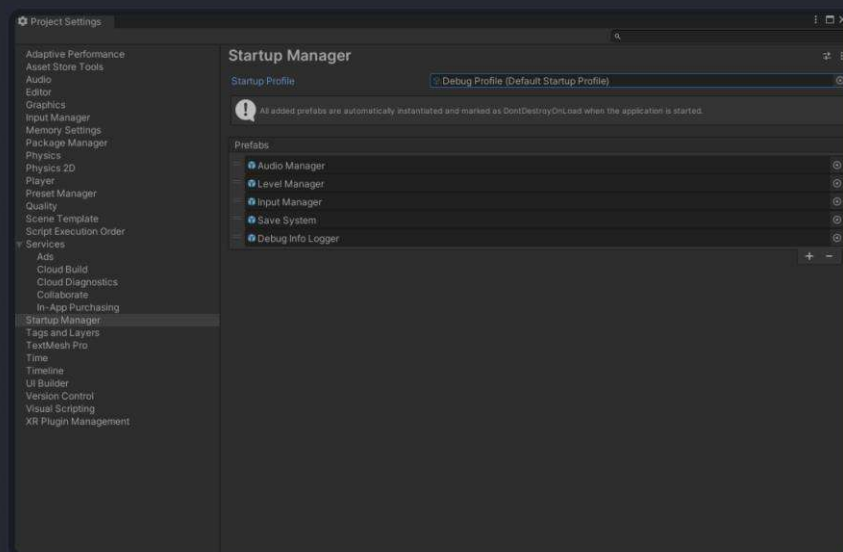 Project Settings
Adaptive Performance
Asset Store Tools
Audio
Editor
Graphics
Input Manager
Memory Settings
Package Manager
Physics
Physics 2D
Player
Preset Manager
Quality
Scene Template
Script Execution Order
Services
Ads
Cloud Build
Cloud Diagnostics
Collaborate
In-App Purchasing
Startup Manager
Tags and Layers
TextMesh Pro
Time
Timeline
UI Builder
Version Control
Visual Scripting
XR Plugin Management
Startup Manager
Startup Profile
Debug Profile (Default Startup Profile)
All added prefabs are automatically instantiated and marked as DontDestroyOnLoad when the application is started.
Prefabs
Audio Manager
Level Manager
Input Manager
Save System
Debug Info Logger